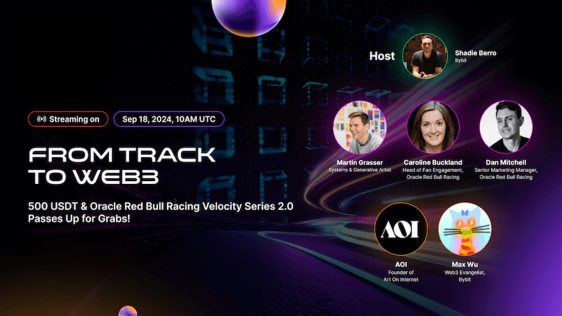 Host
Shadie Berro
Bybit
Streaming on
Sep 18, 2024, 10AM UTC
FROM TRACK
TO WEB3
500 USDT & Oracle Red Bull Racing Velocity Series 2.0
Passes Up for Grabs!
Martin Grasser
Systems & Generative Artist
Caroline Buckland
Head of Fan Engagement,
Oracle Red Bull Racing
Dan Mitchell
Senior Marketing Manager,
Oracle Red Bull Racing
AOI
AOI
Founder of
Art On Internet
Max Wu
Web3 Evangelist,
Bybit